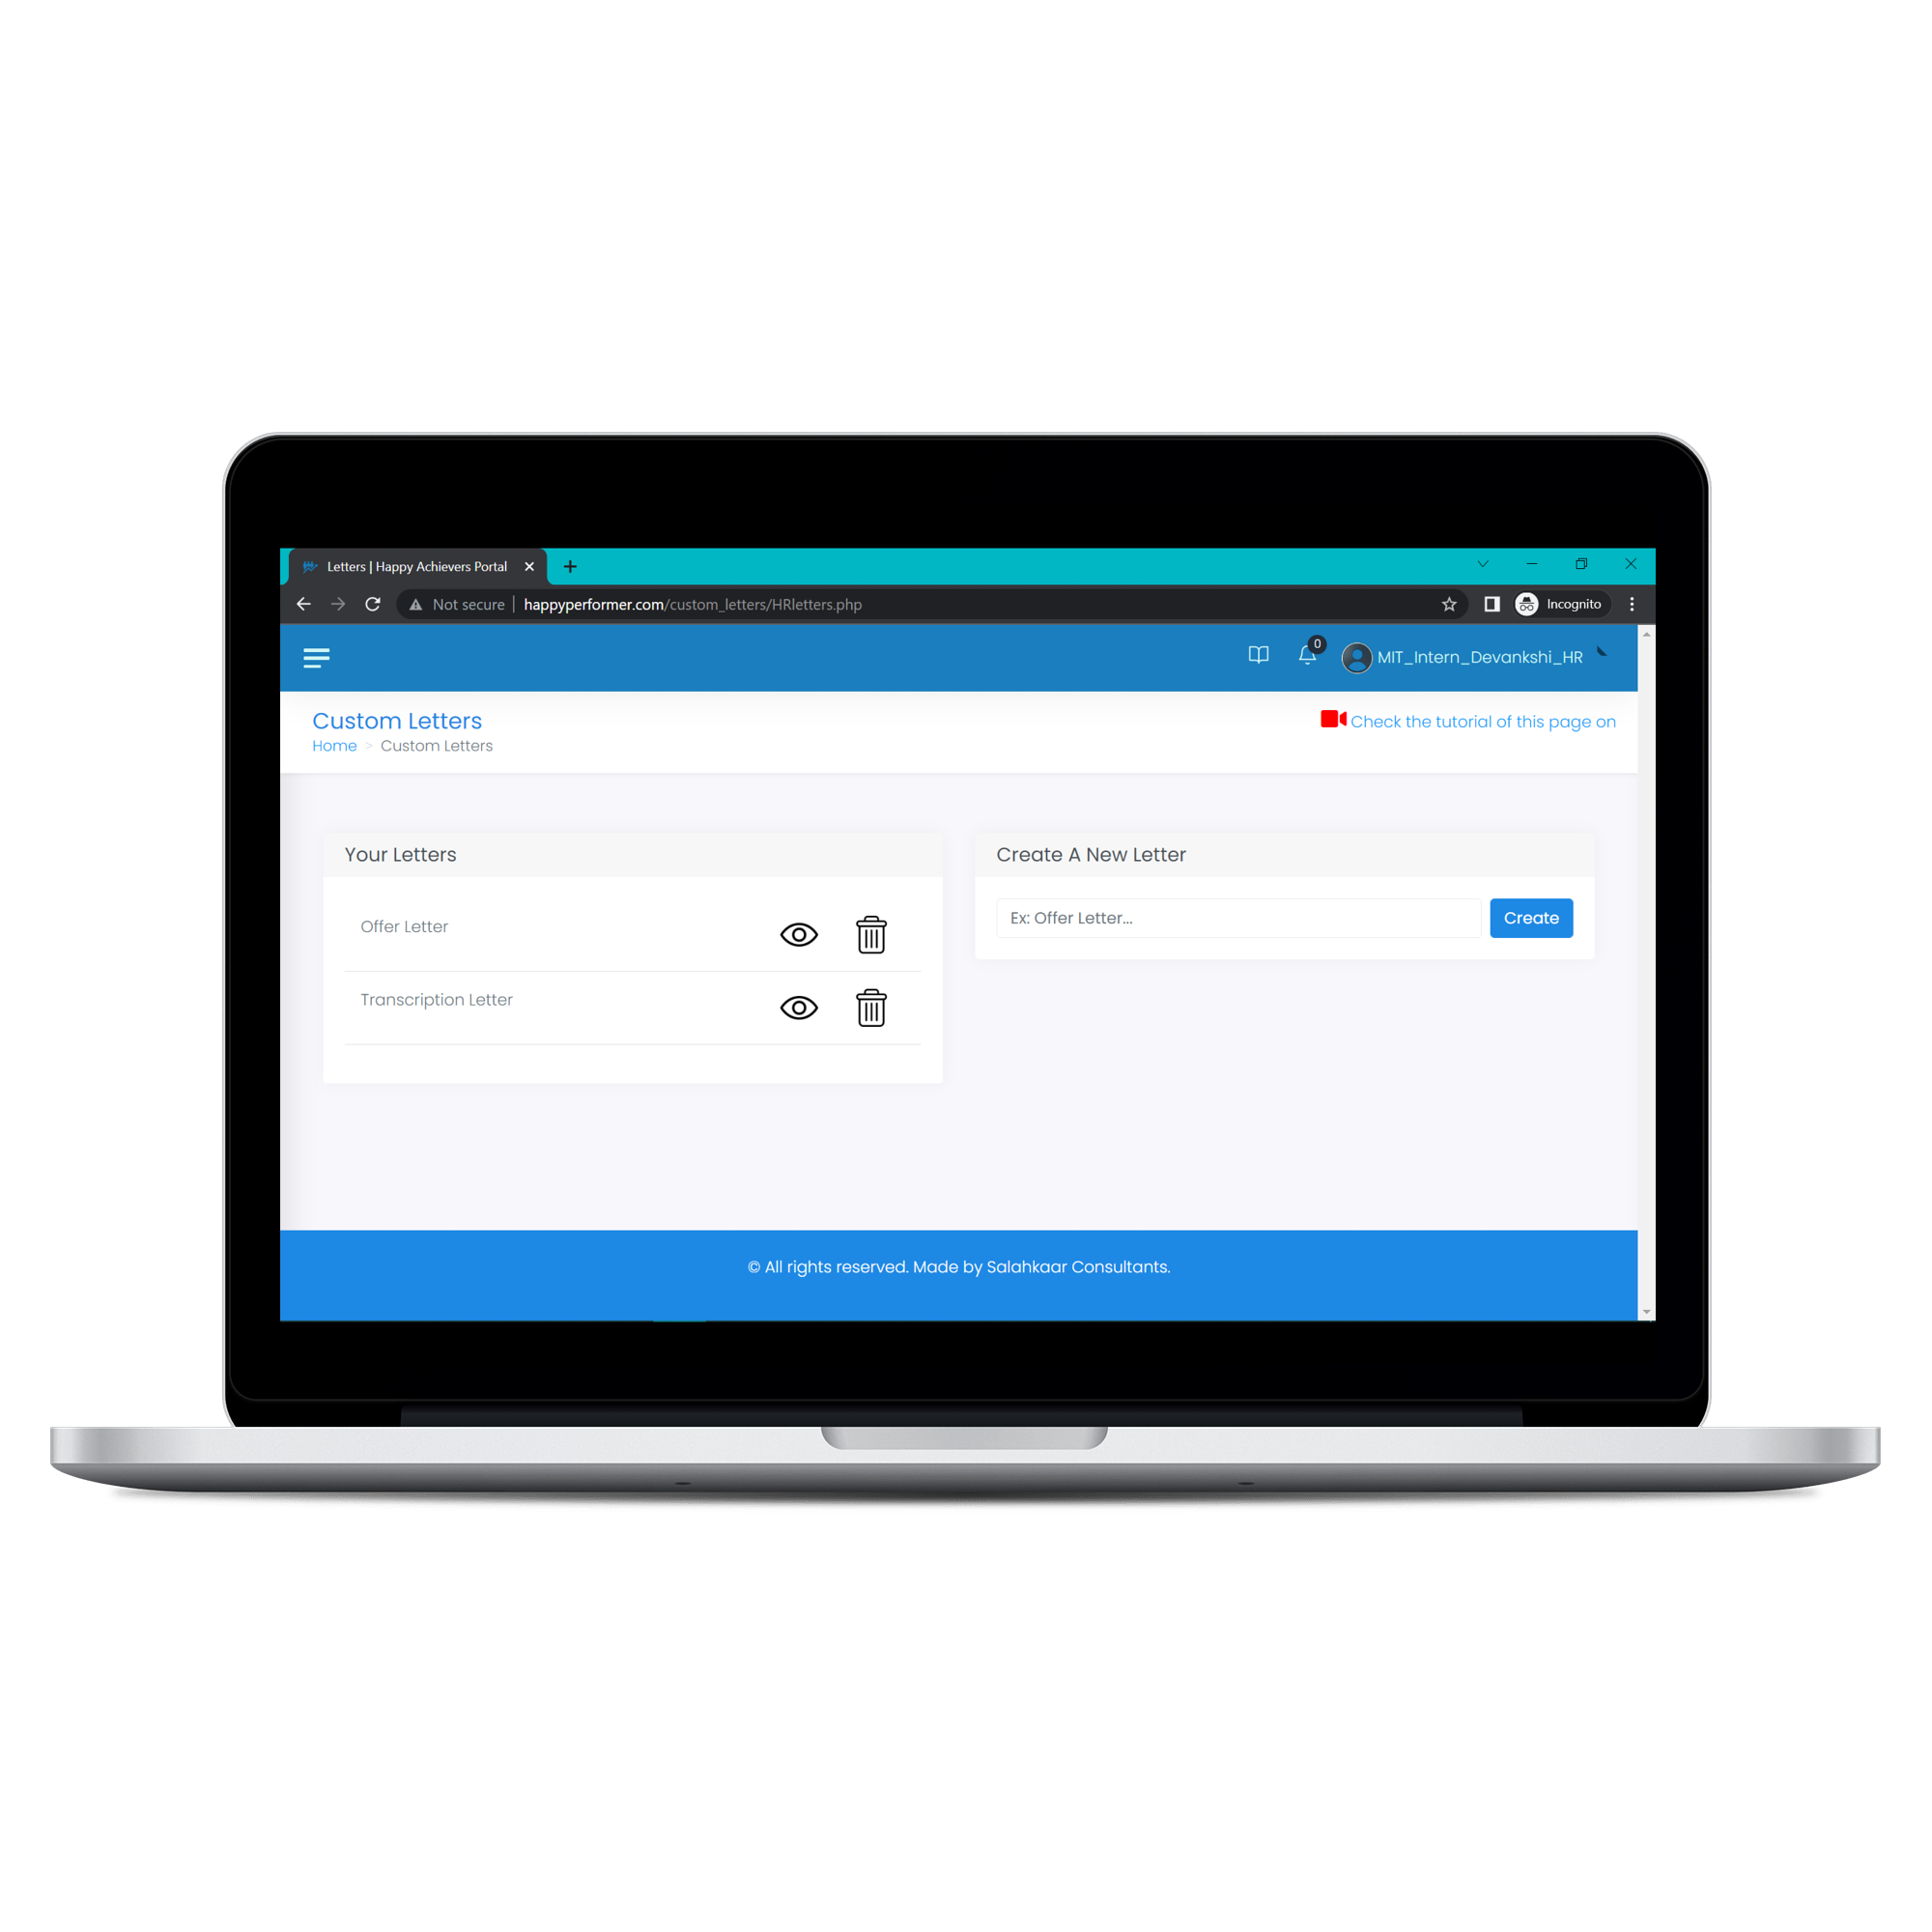 Letters | Happy Achievers Portal
Not secure | happyperformer.com/custom_letters/HRletters.php
Incognito
0
MIT_Intern_Devankshi_HR
Custom Letters
Check the tutorial of this page on
Home > Custom Letters
Your Letters
Offer Letter
Transcription Letter
Create A New Letter
Ex: Offer Letter...
Create
© All rights reserved. Made by Salahkaar Consultants.